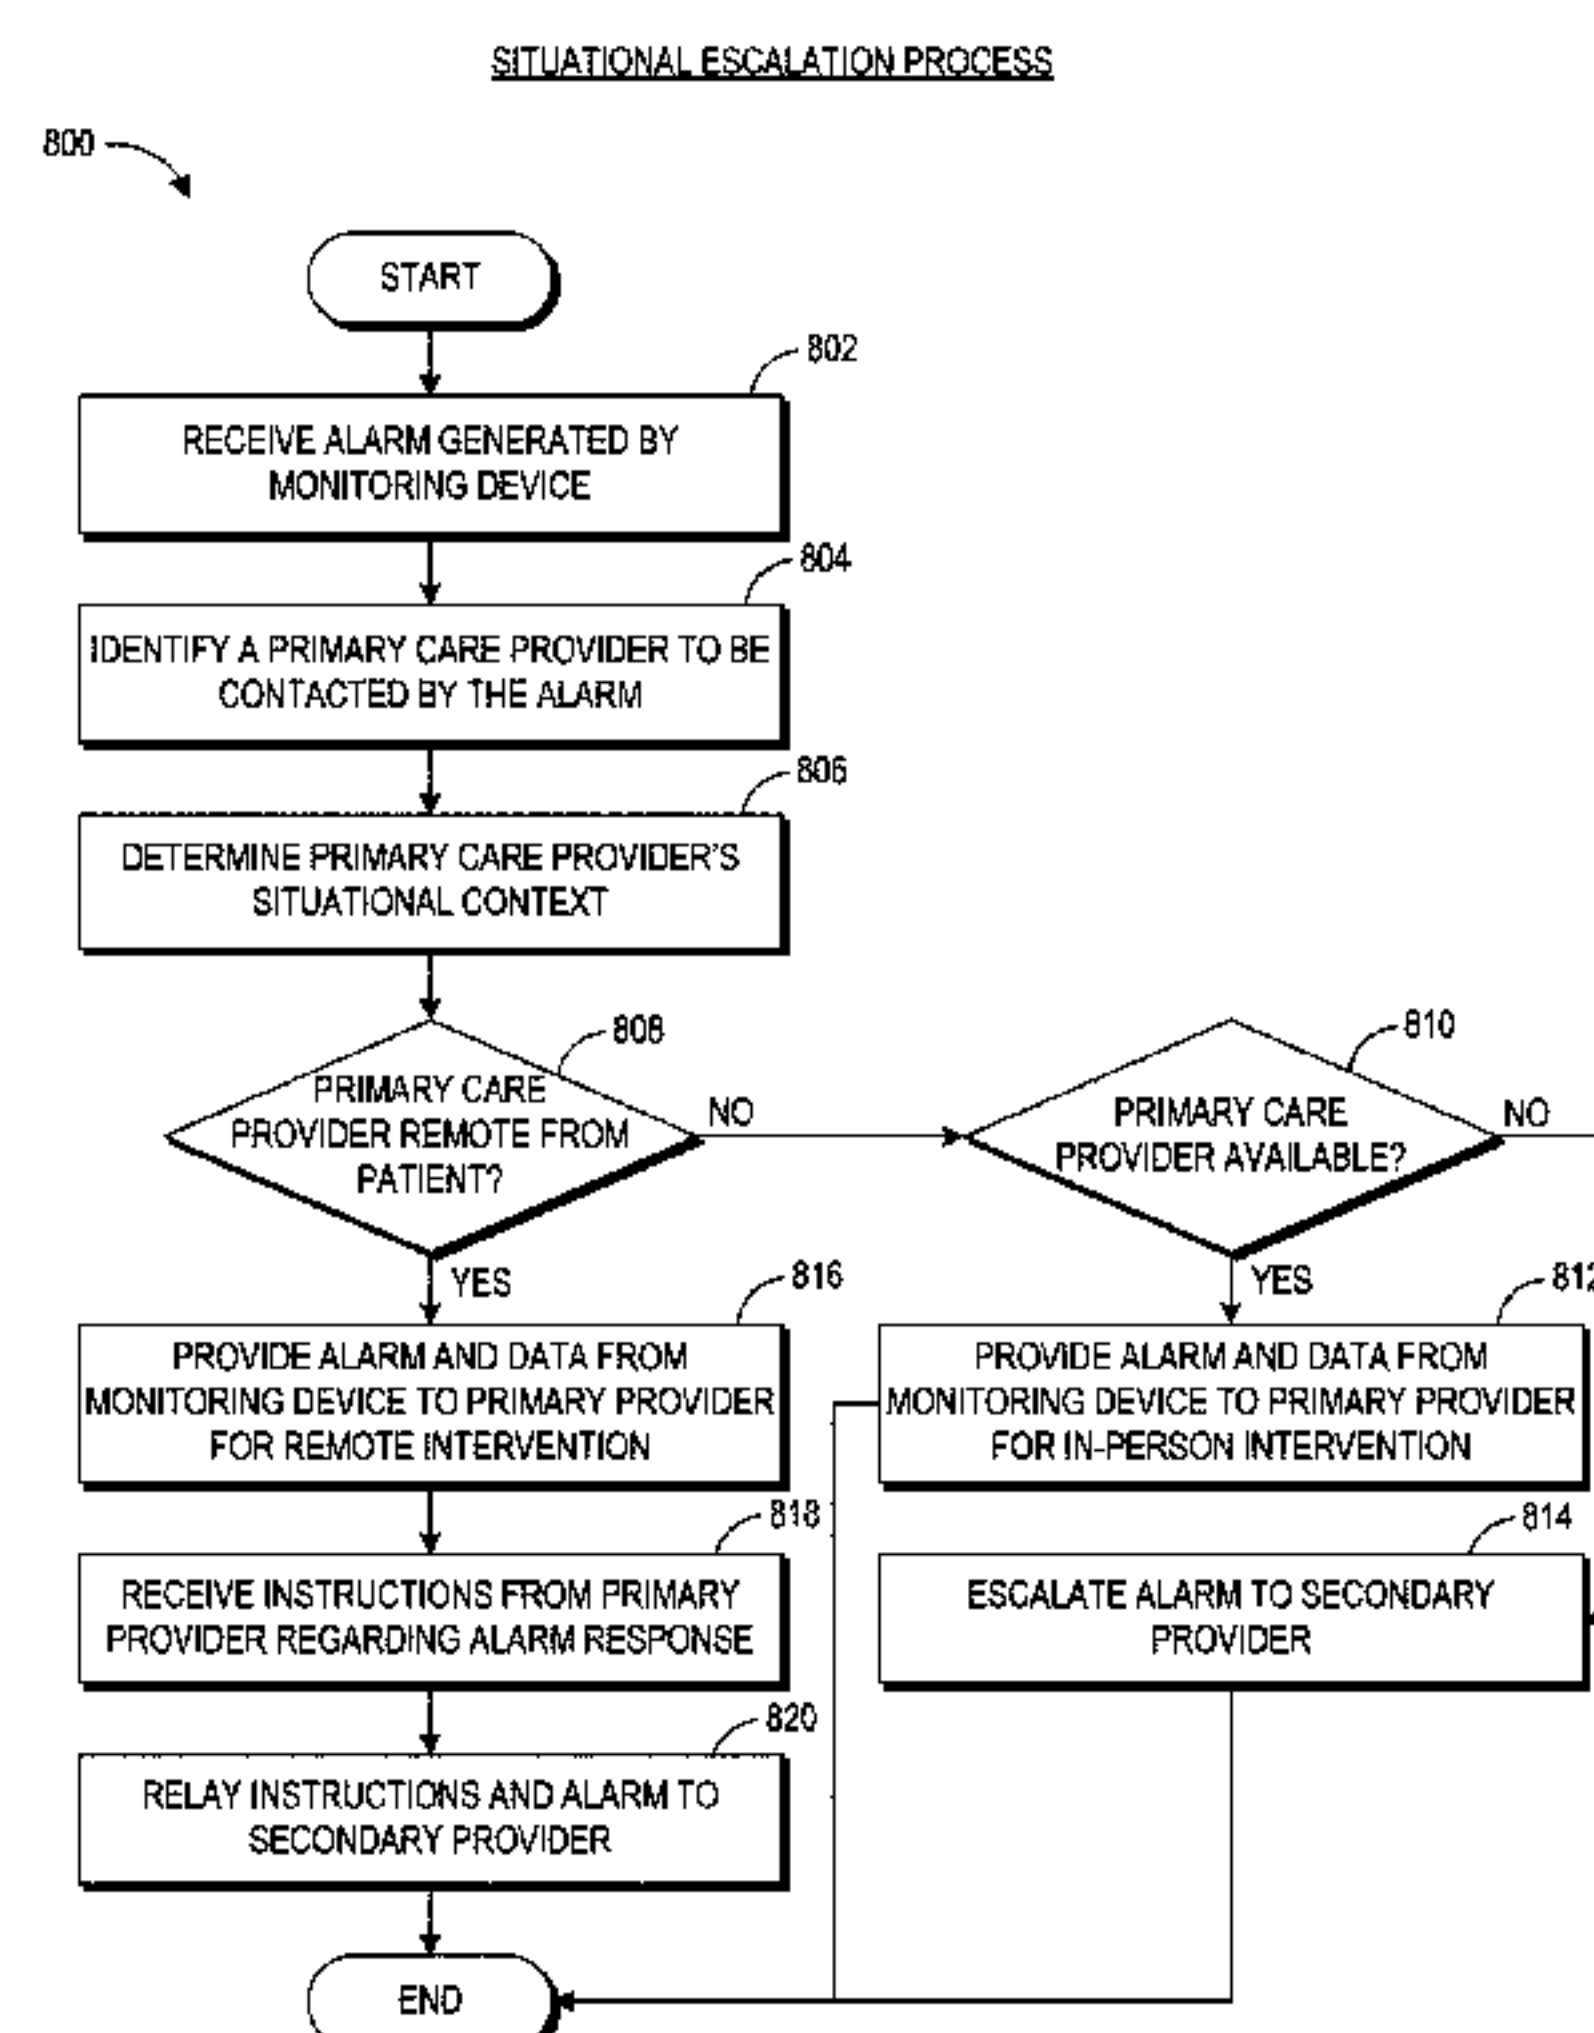 SITUATIONAL ESCALATION PROCESS
800
START
802
RECEIVE ALARM GENERATED BY
MONITORING DEVICE
804
IDENTIFY A PRIMARY CARE PROVIDER TO BE
CONTACTED BY THE ALARM
806
DETERMINE PRIMARY CARE PROVIDER'S
SITUATIONAL CONTEXT
808
PRIMARY CARE
PROVIDER REMOTE FROM
PATIENT?
NO
810
PRIMARY CARE
PROVIDER AVAILABLE?
NO
YES
816
PROVIDE ALARM AND DATA FROM
MONITORING DEVICE TO PRIMARY PROVIDER
FOR REMOTE INTERVENTION
YES
812
PROVIDE ALARM AND DATA FROM
MONITORING DEVICE TO PRIMARY PROVIDER
FOR IN-PERSON INTERVENTION
818
RECEIVE INSTRUCTIONS FROM PRIMARY
PROVIDER REGARDING ALARM RESPONSE
814
ESCALATE ALARM TO SECONDARY
PROVIDER
820
RELAY INSTRUCTIONS AND ALARM TO
SECONDARY PROVIDER
END